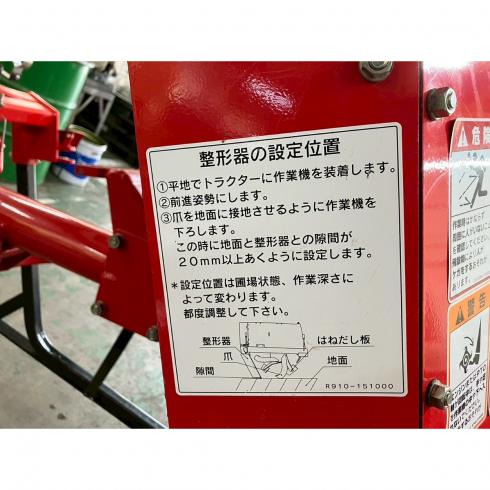 整形器の設定位置
①平地でトラクターに作業機を装着します。
②前進姿勢にします。
③爪を地面に接地させるように作業機を
下ろします。
この時に地面と整形器との隙間が
20mm以上あくように設定します。
*設定位置は圃場状態、作業深さに
よって変わります。
都度調整して下さい。
整形器
はねだし板
爪
地面
隙間
R910-151000
危険
警告